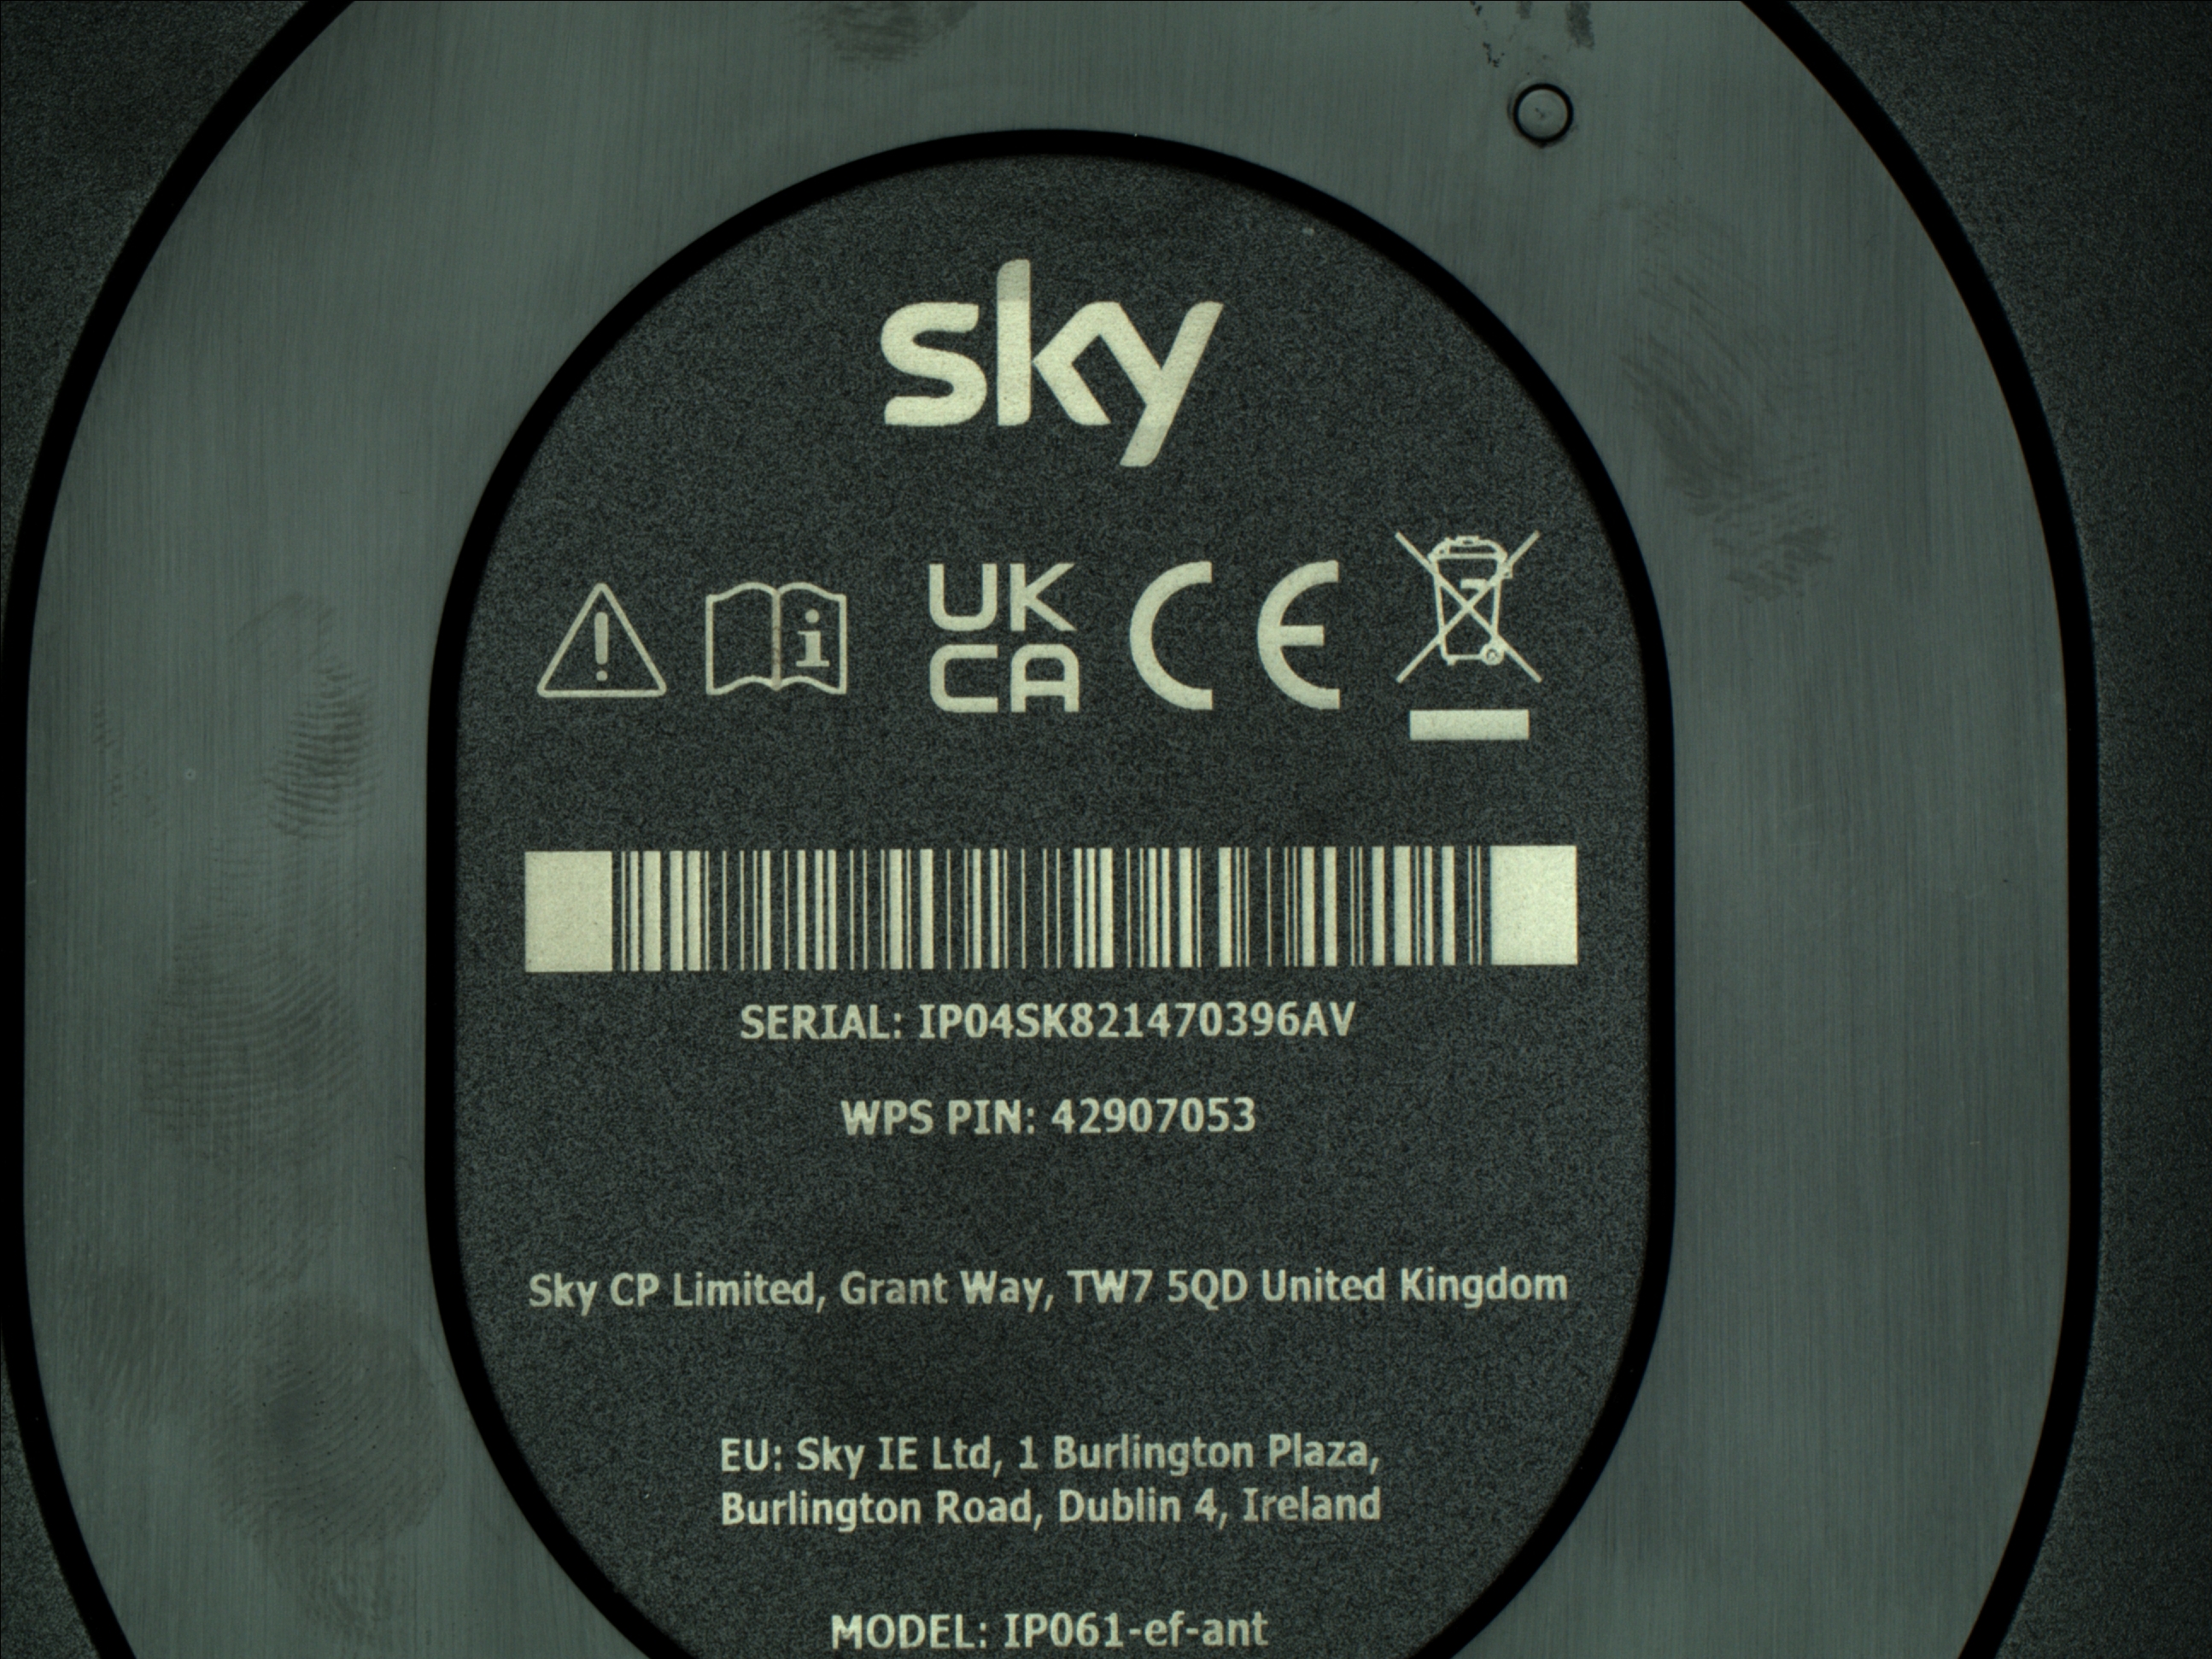 sky
UK
CA
CE
SERIAL: IP04SK821470396AV
WPS PIN: 42907053
Sky CP Limited, Grant Way, TW7 5QD United Kingdom
EU: Sky IE Ltd, 1 Burlington Plaza,
Burlington Road, Dublin 4, Ireland
MODEL: IP061-ef-ant